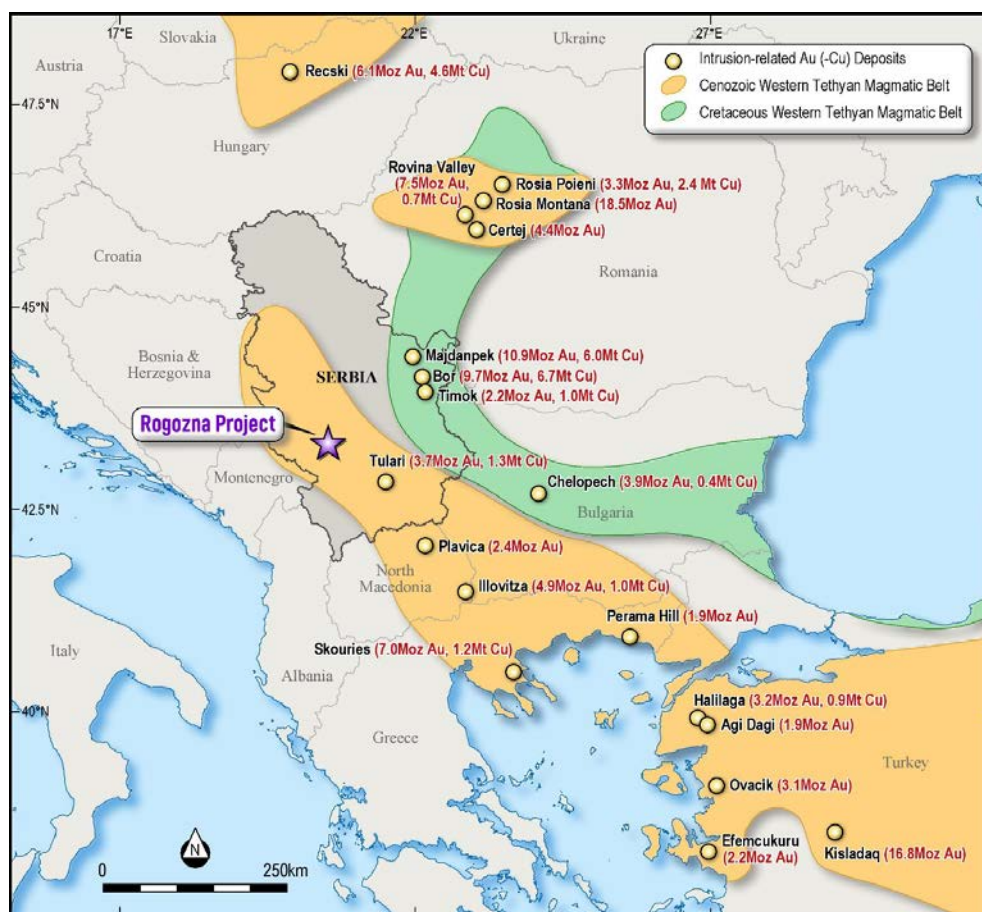 17°E
22°E
27°E
Slovakia
Ukraine
Austria
Intrusion-related Au (-Cu) Deposits
Cenozoic Western Tethyan Magmatic Belt
Cretaceous Western Tethyan Magmatic Belt
Recski (6.1Moz Au, 4.6Mt Cu)
47.5°N
Hungary
Rovina Valley
(7.5Moz Au,
0.7Mt Cu)
Rosia Poieni (3.3Moz Au, 2.4 Mt Cu)
Rosia Montana (18.5Moz Au)
Certej (4.4Moz Au)
Croatia
Romania
45°N
Bosnia &
Herzegovina
SERBIA
Majdanpek (10.9Moz Au, 6.0Mt Cu)
Bor (9.7Moz Au, 6.7Mt Cu)
Timok (2.2Moz Au, 1.0Mt Cu)
Rogozna Project
Tulari (3.7Moz Au, 1.3Mt Cu)
Montenegro
Chelopech (3.9Moz Au, 0.4Mt Cu)
Bulgaria
42.5°N
Plavica (2.4Moz Au)
North
Macedonia
Illovitza (4.9Moz Au, 1.0Mt Cu)
Perama Hill (1.9Moz Au)
Skouries (7.0Moz Au, 1.2Mt Cu)
Italy
Albania
40°N
Halilaga (3.2Moz Au, 0.9Mt Cu)
Agi Dagi (1.9Moz Au)
Greece
Turkey
Ovacik (3.1Moz Au)
Efemcukuru
(2.2Moz Au)
Kisladaq (16.8Moz Au)
N
0
250km